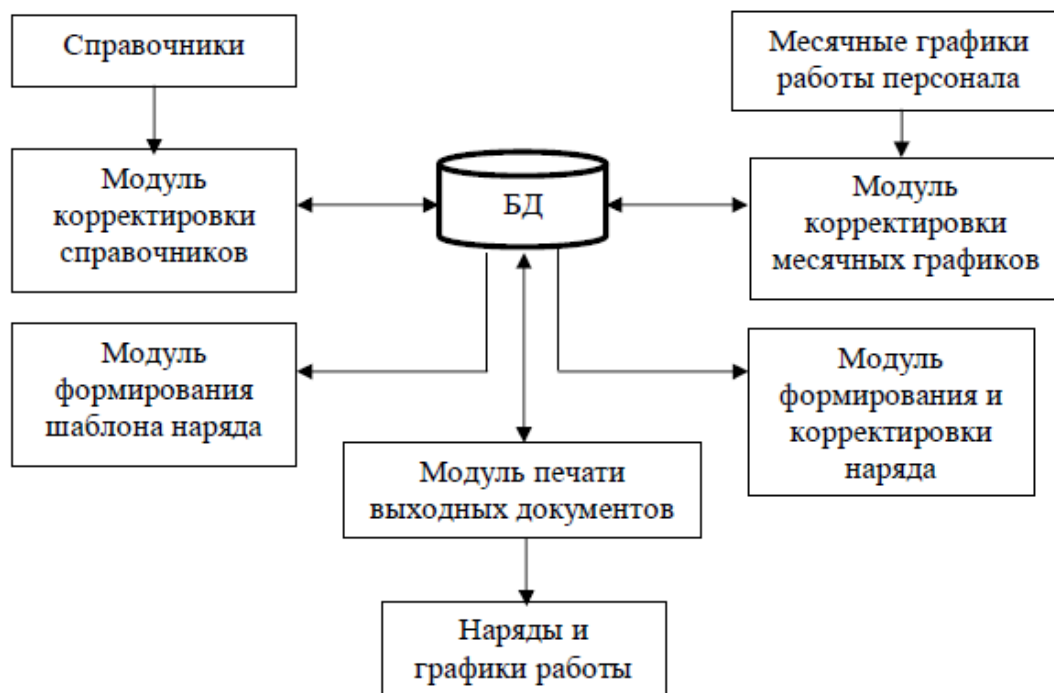 Справочники
Месячные графики
работы персонала
Модуль
корректировки
справочников
БД
Модуль
корректировки
месячных графиков
Модуль
формирования
шаблона наряда
Модуль
формирования и
корректировки
наряда
Модуль печати
выходных документов
Наряды и
графики работы